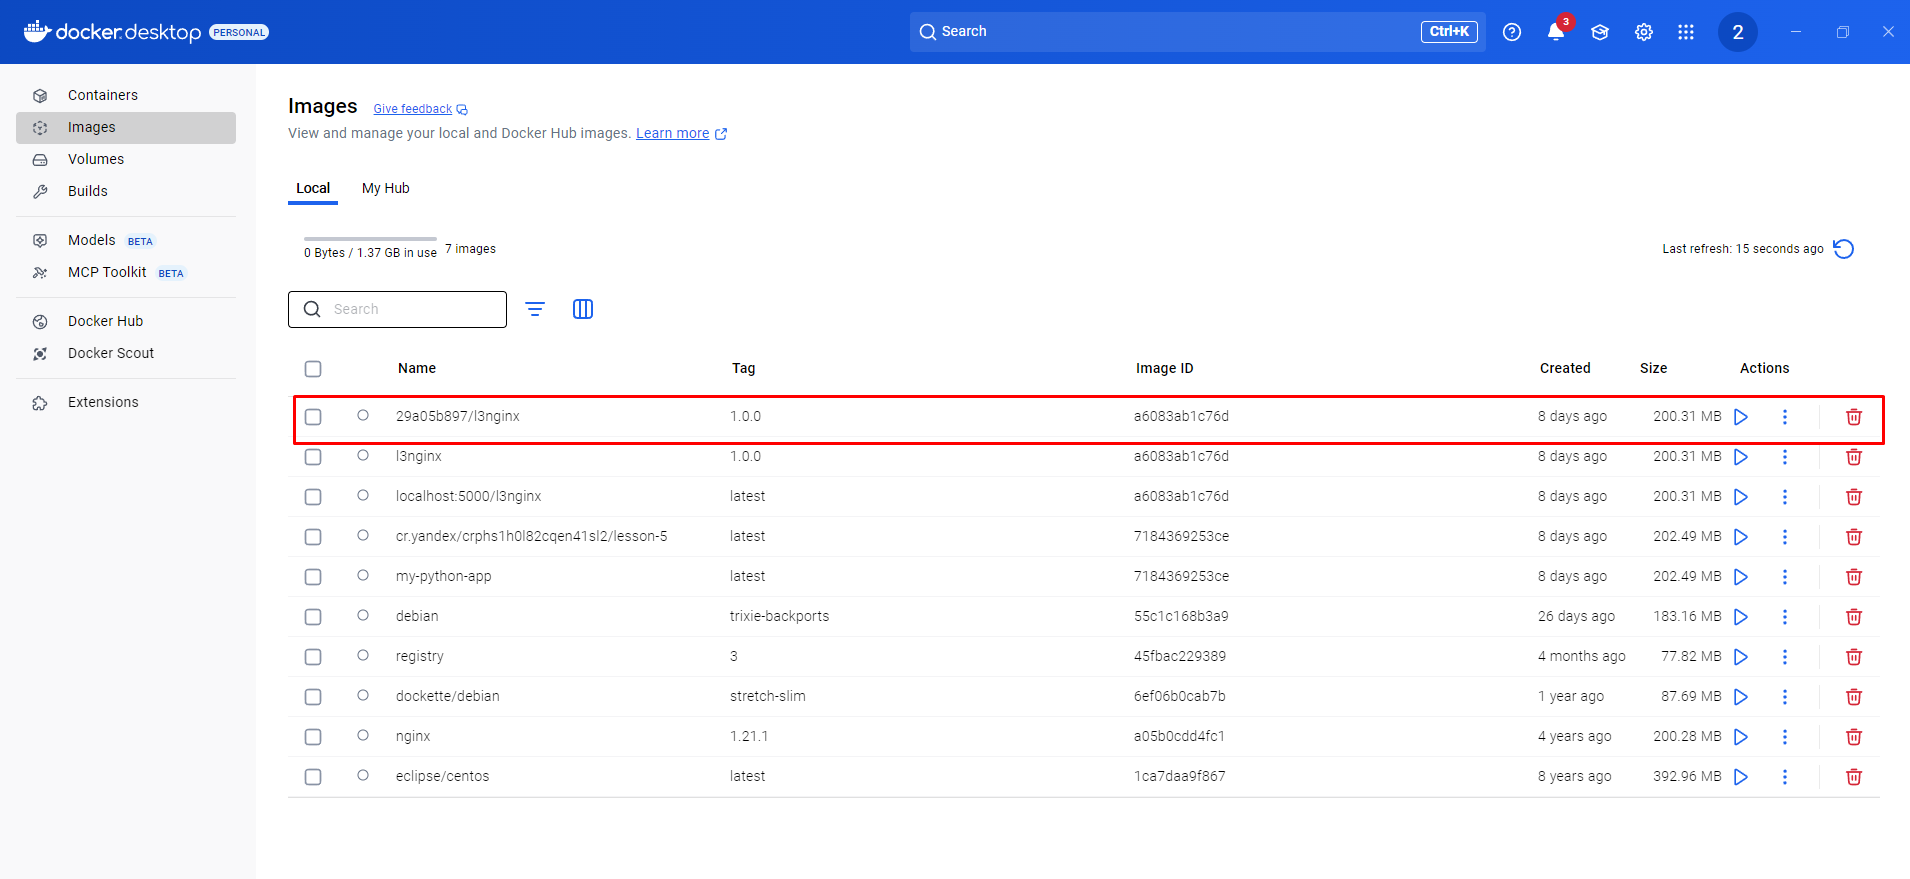 docker.desktop PERSONAL
Search Ctrl+K 3 2
Containers
Images
Volumes
Builds
Models BETA
MCP Toolkit BETA
Docker Hub
Docker Scout
Extensions
Images Give feedback
View and manage your local and Docker Hub images. Learn more
Local My Hub
0 Bytes / 1.37 GB in use 7 images
Last refresh: 15 seconds ago
Search
Name Tag Image ID Created Size Actions
29a05b897/l3nginx 1.0.0 a6083ab1c76d 8 days ago 200.31 MB
l3nginx 1.0.0 a6083ab1c76d 8 days ago 200.31 MB
localhost:5000/l3nginx latest a6083ab1c76d 8 days ago 200.31 MB
cr.yandex/crphs1h0l82cqen41sl2/lesson-5 latest 7184369253ce 8 days ago 202.49 MB
my-python-app latest 7184369253ce 8 days ago 202.49 MB
debian trixie-backports 55c1c168b3a9 26 days ago 183.16 MB
registry 3 45fbac229389 4 months ago 77.82 MB
dockette/debian stretch-slim 6ef06b0cab7b 1 year ago 87.69 MB
nginx 1.21.1 a05b0cdd4fc1 4 years ago 200.28 MB
eclipse/centos latest 1ca7daa9f867 8 years ago 392.96 MB